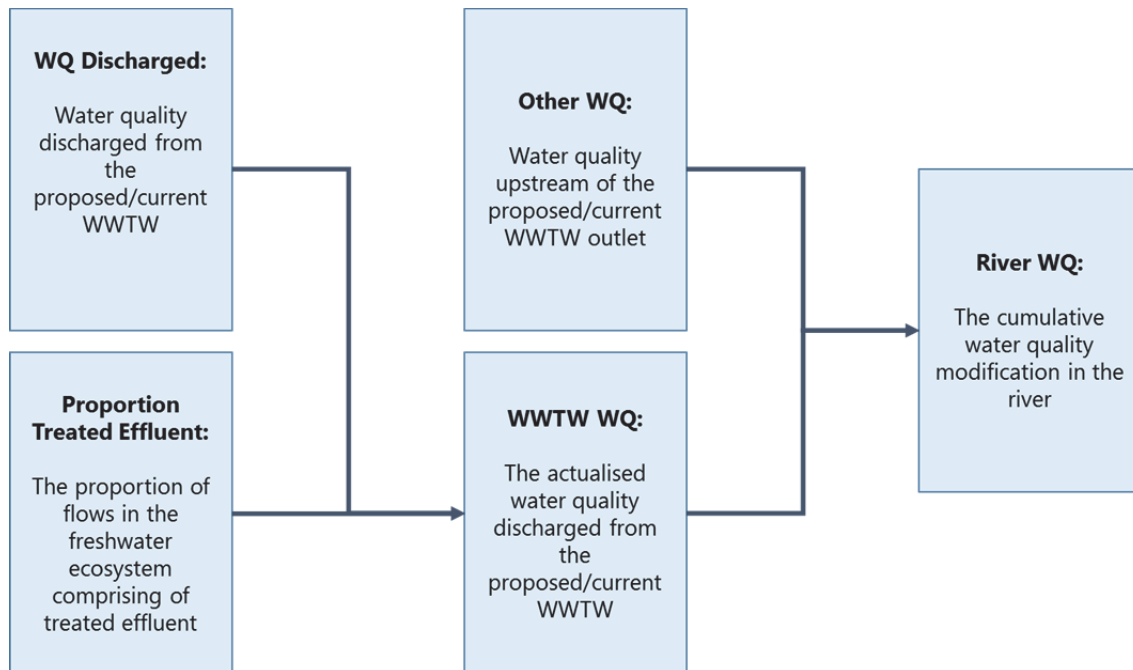 WQ Discharged:
Water quality
discharged from
the
proposed/current
WWTW
Proportion
Treated Effluent:
The proportion of
flows in the
freshwater
ecosystem
comprising of
treated effluent
Other WQ:
Water quality
upstream of the
proposed/current
WWTW outlet
WWTW WQ:
The actualised
water quality
discharged from
the
proposed/current
WWTW
River WQ:
The cumulative
water quality
modification in the
river